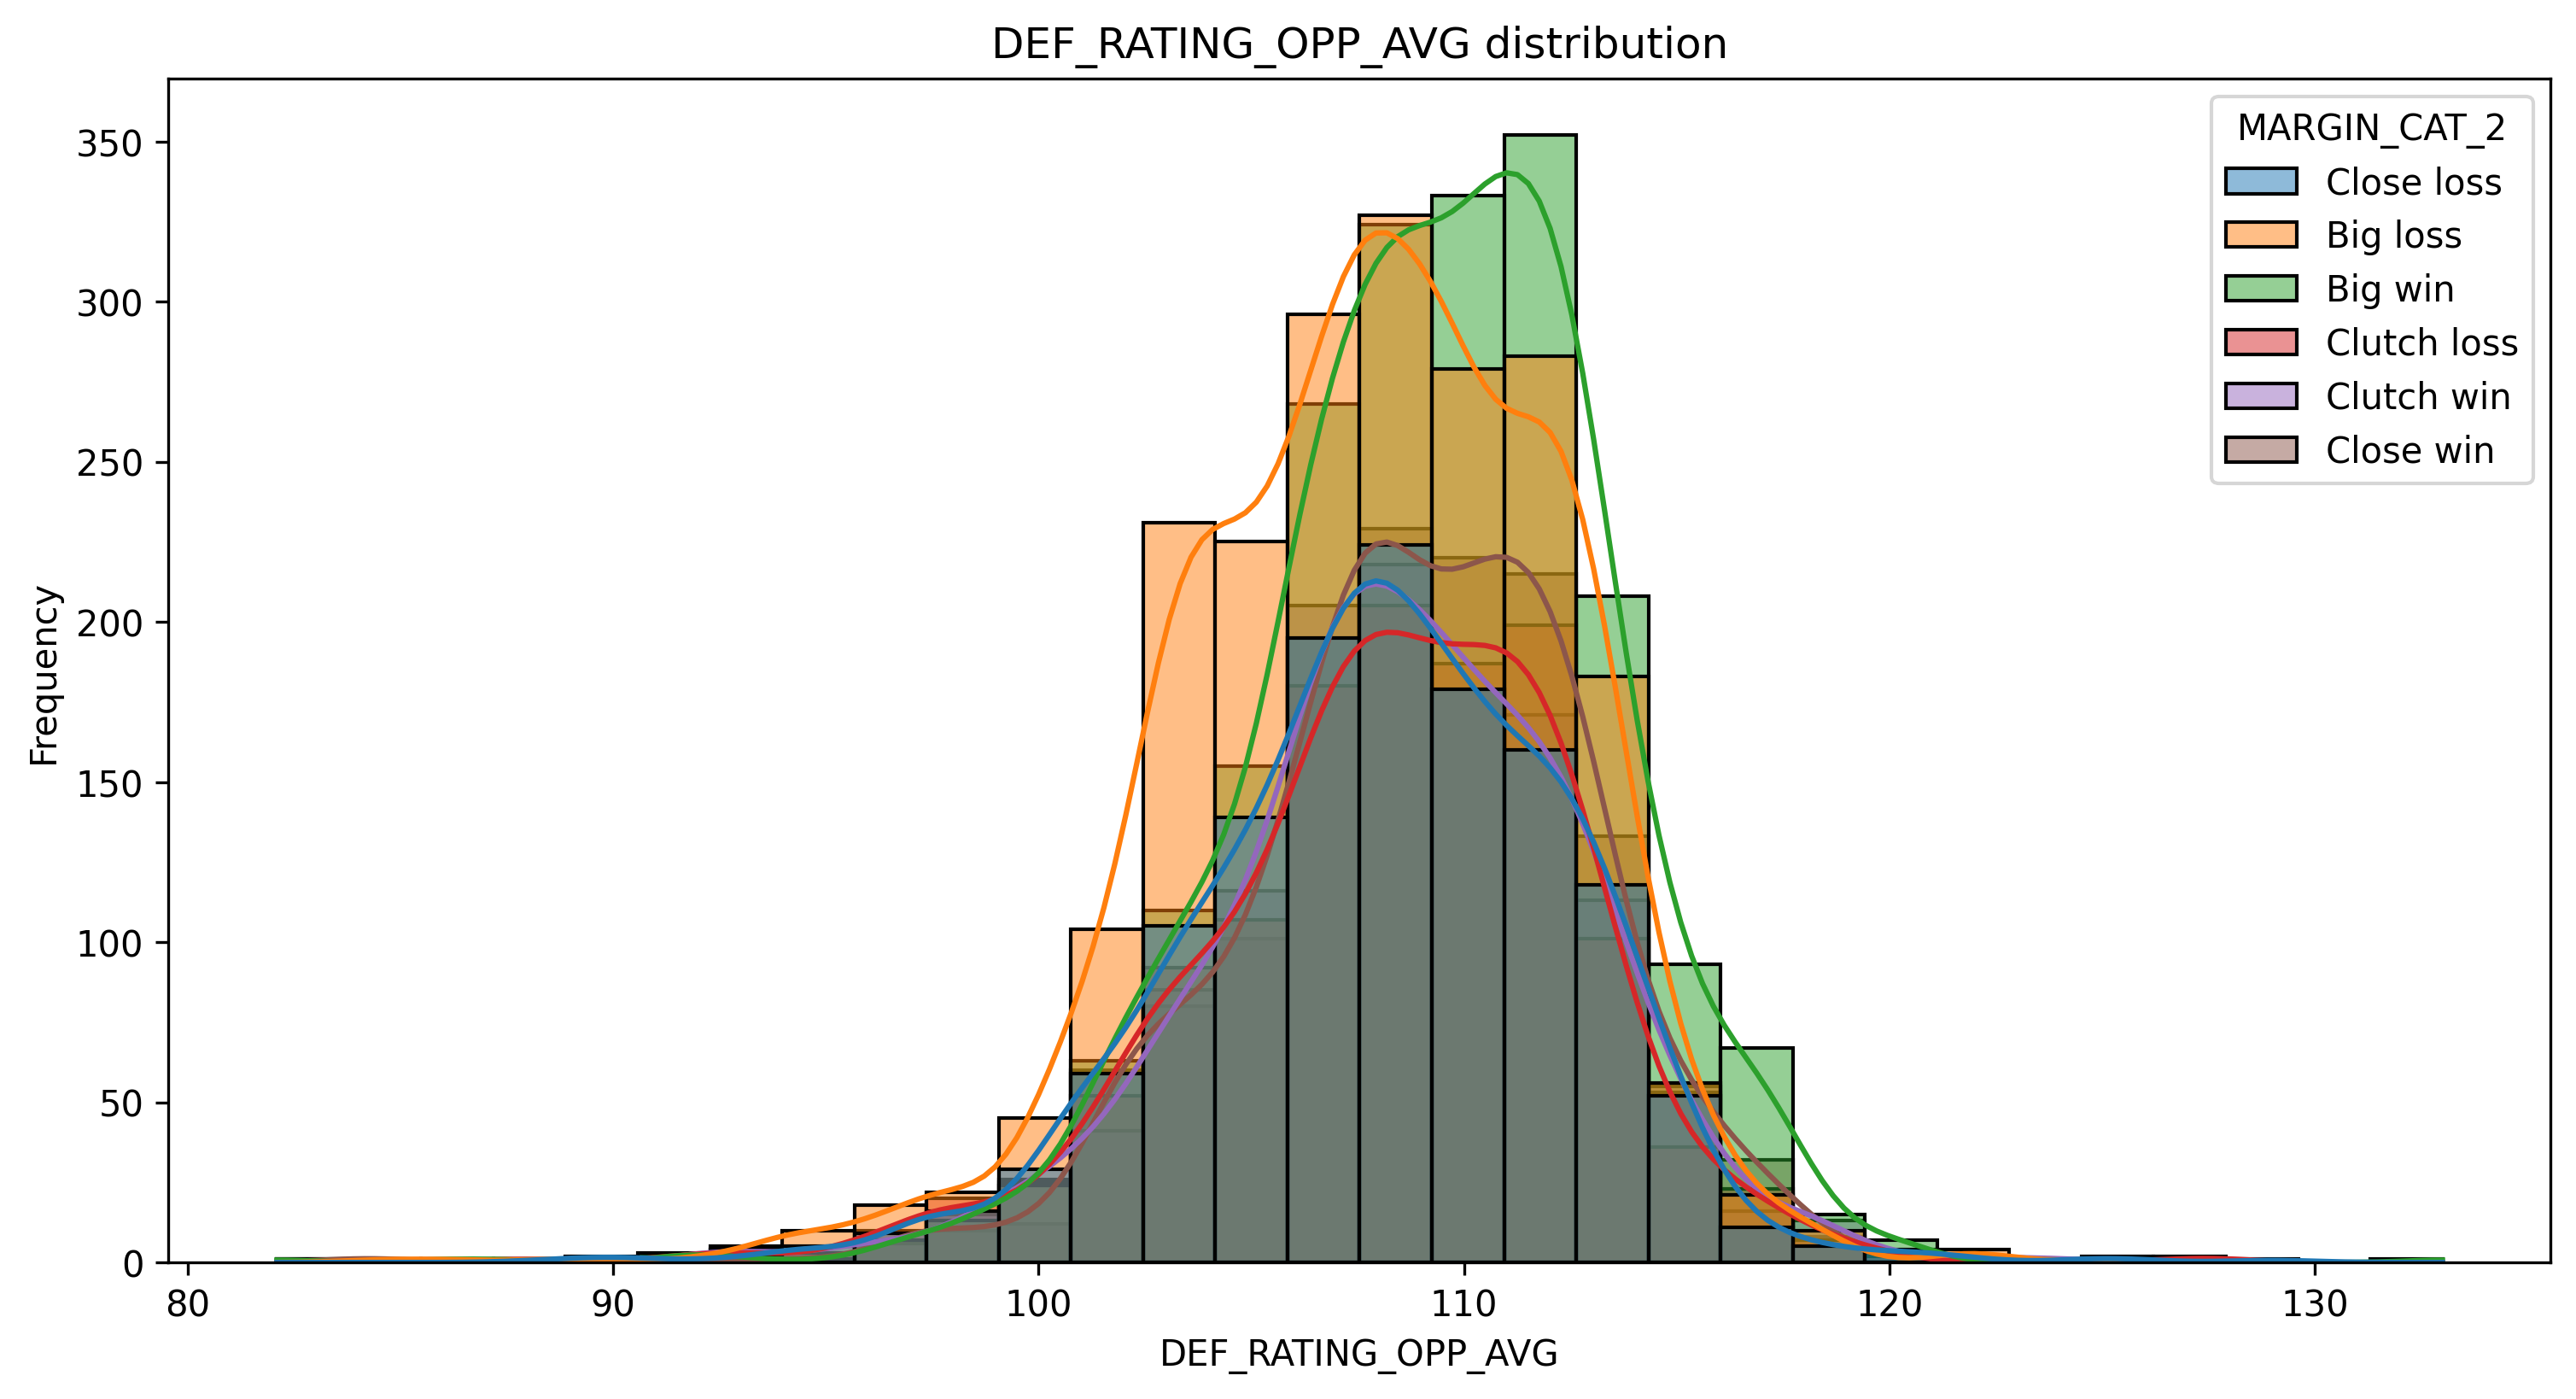 DEF_RATING_OPP_AVG distribution
350
300
250
200
150
100
50
0
Frequency
MARGIN_CAT_2
Close loss
Big loss
Big win
Clutch loss
Clutch win
Close win
80 90 100 110 120 130
DEF_RATING_OPP_AVG